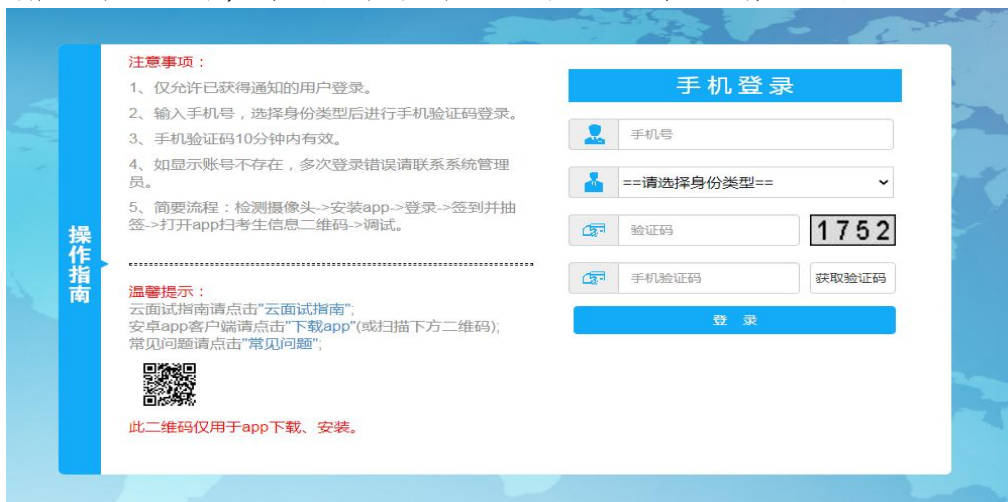 操作指南
注意事项：
1、仅允许已获得通知的用户登录。
2、输入手机号，选择身份类型后进行手机验证码登录。
3、手机验证码10分钟内有效。
4、如显示账号不存在，多次登录错误请联系系统管理
员。
5、简要流程：检测摄像头->安装app->登录->签到并抽
签->打开app扫考生信息二维码->调试。
温馨提示：
云面试指南请点击"云面试指南";
安卓app客户端请点击"下载app"(或扫描下方二维码);
常见问题请点击"常见问题";
此二维码仅用于app下载、安装。
手机登录
手机号
==请选择身份类型==
验证码
1752
手机验证码
获取验证码
登 录